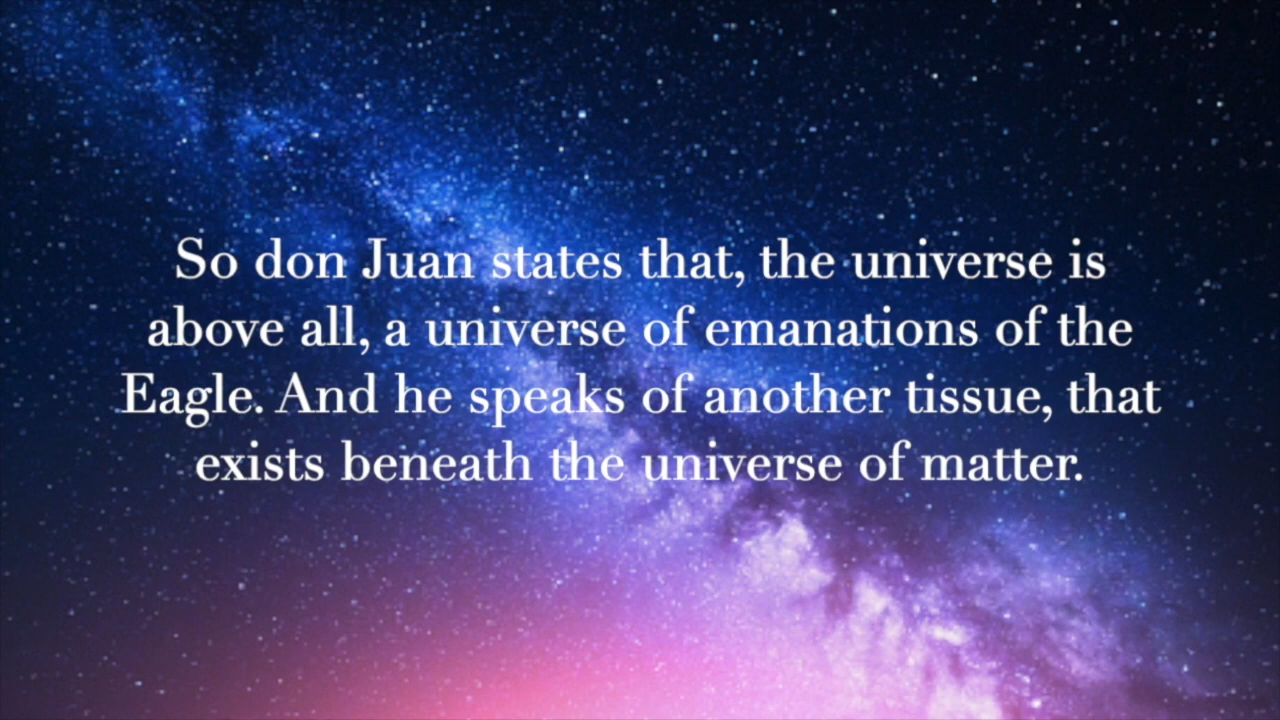 So don Juan states that, the universe is
above all, a universe of emanations of the
Eagle. And he speaks of another tissue, that
exists beneath the universe of matter.